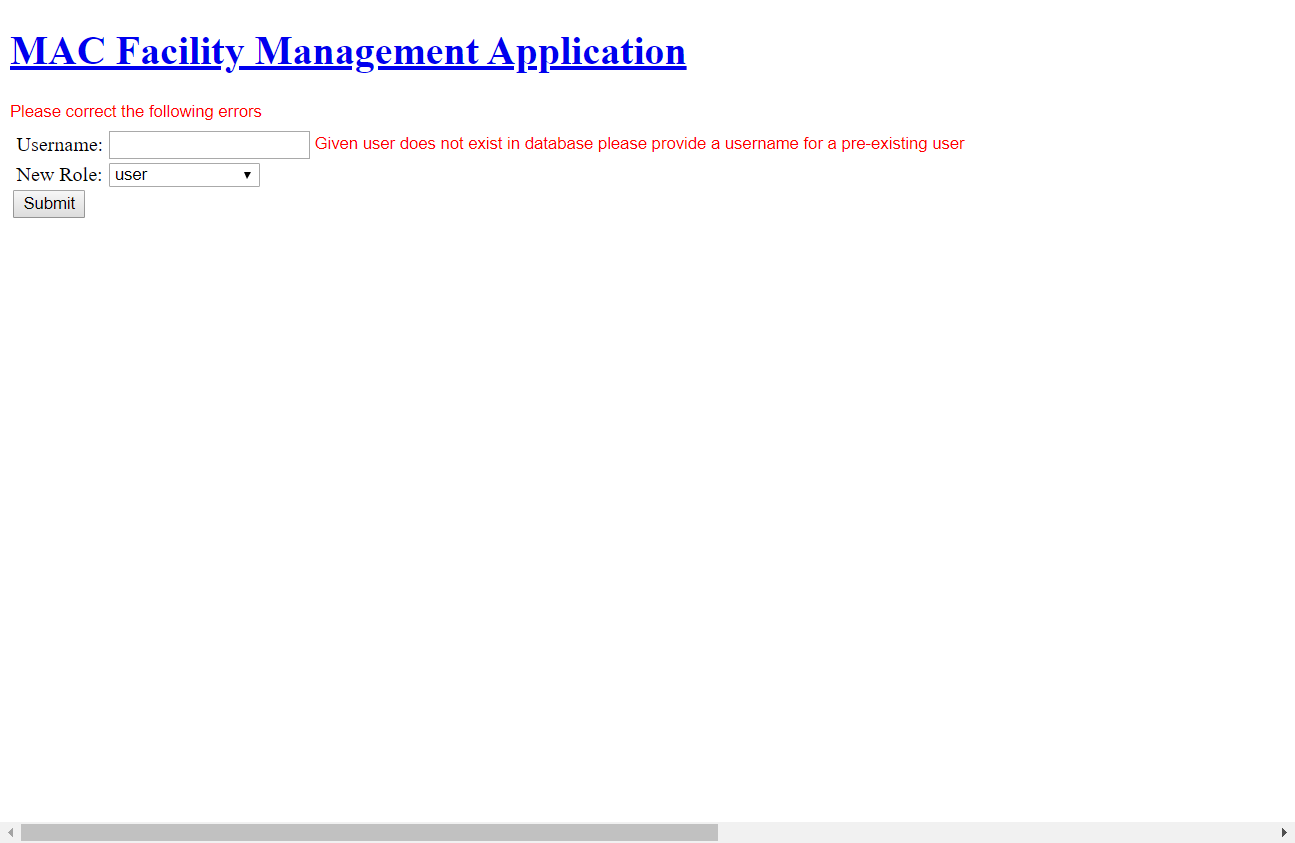 MAC Facility Management Application
Please correct the following errors
Username: Given user does not exist in database please provide a username for a pre-existing user
New Role: user
Submit